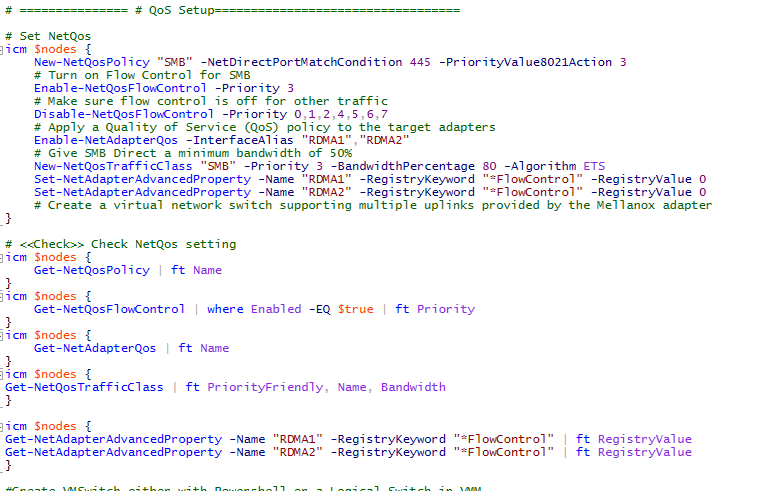 # =============== # QoS Setup=================================
# Set NetQos
icm $nodes {
New-NetQosPolicy "SMB" -NetDirectPortMatchCondition 445 -PriorityValue8021Action 3
# Turn on Flow Control for SMB
Enable-NetQosFlowControl -Priority 3
# Make sure flow control is off for other traffic
Disable-NetQosFlowControl -Priority 0,1,2,4,5,6,7
# Apply a Quality of Service (QoS) policy to the target adapters
Enable-NetAdapterQos -InterfaceAlias "RDMA1","RDMA2"
# Give SMB Direct a minimum bandwidth of 50%
New-NetQosTrafficClass "SMB" -Priority 3 -BandwidthPercentage 80 -Algorithm ETS
Set-NetAdapterAdvancedProperty -Name "RDMA1" -RegistryKeyword "*FlowControl" -RegistryValue 0
Set-NetAdapterAdvancedProperty -Name "RDMA2" -RegistryKeyword "*FlowControl" -RegistryValue 0
# Create a virtual network switch supporting multiple uplinks provided by the Mellanox adapter
}
# <<Check>> Check NetQos setting
icm $nodes {
Get-NetQosPolicy | ft Name
}
icm $nodes {
Get-NetQosFlowControl | where Enabled -EQ $true | ft Priority
}
icm $nodes {
Get-NetAdapterQos | ft Name
}
icm $nodes {
Get-NetQosTrafficClass | ft PriorityFriendly, Name, Bandwidth
}
icm $nodes {
Get-NetAdapterAdvancedProperty -Name "RDMA1" -RegistryKeyword "*FlowControl" | ft RegistryValue
Get-NetAdapterAdvancedProperty -Name "RDMA2" -RegistryKeyword "*FlowControl" | ft RegistryValue
}
#Create VMSwitch either with Powershell or a Logical Switch in VMM